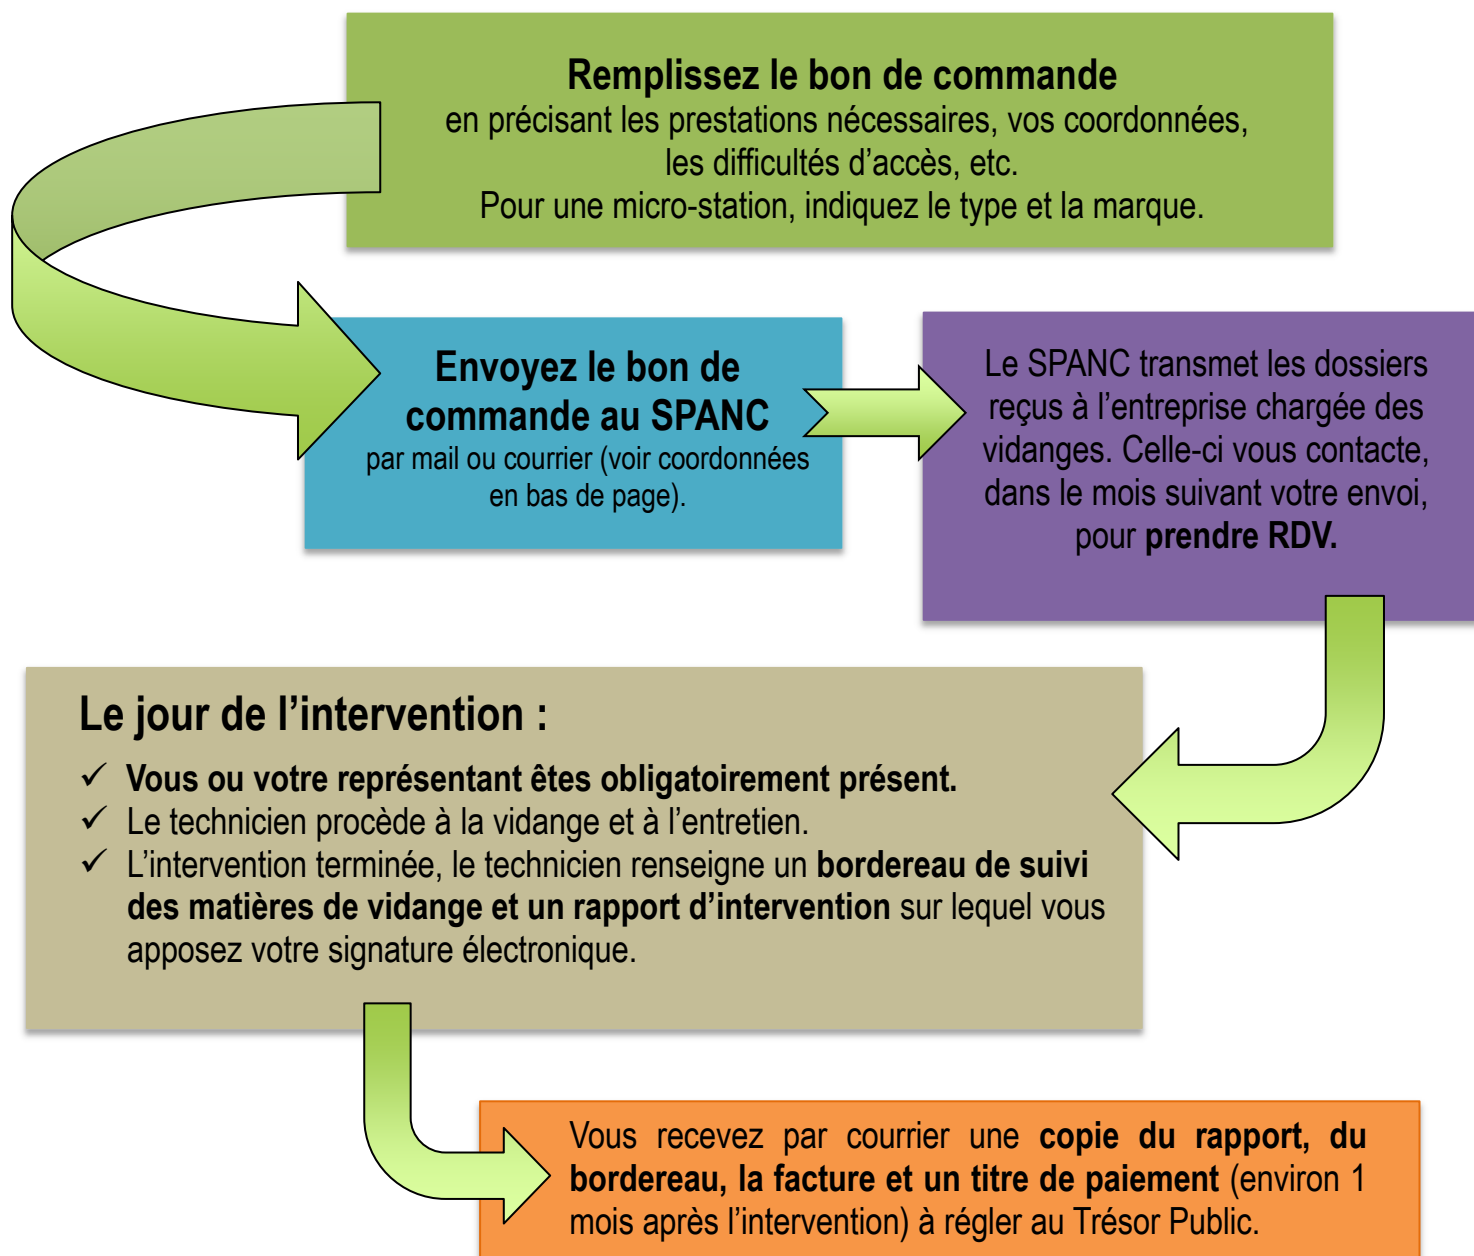 Remplissez le bon de commande
en précisant les prestations nécessaires, vos coordonnées,
les difficultés d’accès, etc.
Pour une micro-station, indiquez le type et la marque.
Envoyez le bon de
commande au SPANC
par mail ou courrier (voir coordonnées
en bas de page).
Le SPANC transmet les dossiers
reçus à l’entreprise chargée des
vidanges. Celle-ci vous contacte,
dans le mois suivant votre envoi,
pour prendre RDV.
Le jour de l’intervention :
✓ Vous ou votre représentant êtes obligatoirement présent.
✓ Le technicien procède à la vidange et à l’entretien.
✓ L’intervention terminée, le technicien renseigne un bordereau de suivi
des matières de vidange et un rapport d’intervention sur lequel vous
apposez votre signature électronique.
Vous recevez par courrier une copie du rapport, du
bordereau, la facture et un titre de paiement (environ 1
mois après l’intervention) à régler au Trésor Public.